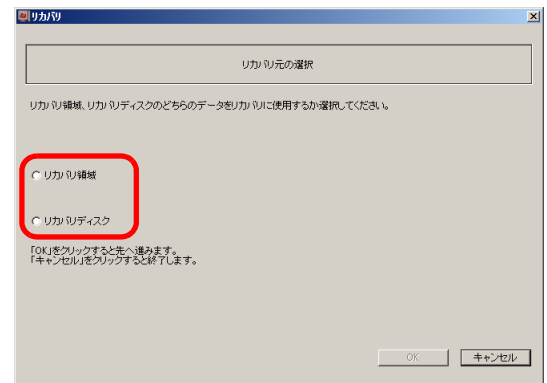 リカバリ
リカバリ元の選択
リカバリ領域、リカバリディスクのどちらのデータをリカバリに使用するか選択してください。
リカバリ領域
リカバリディスク
「OK」をクリックすると先へ進みます。
「キャンセル」をクリックすると終了します。
OK
キャンセル